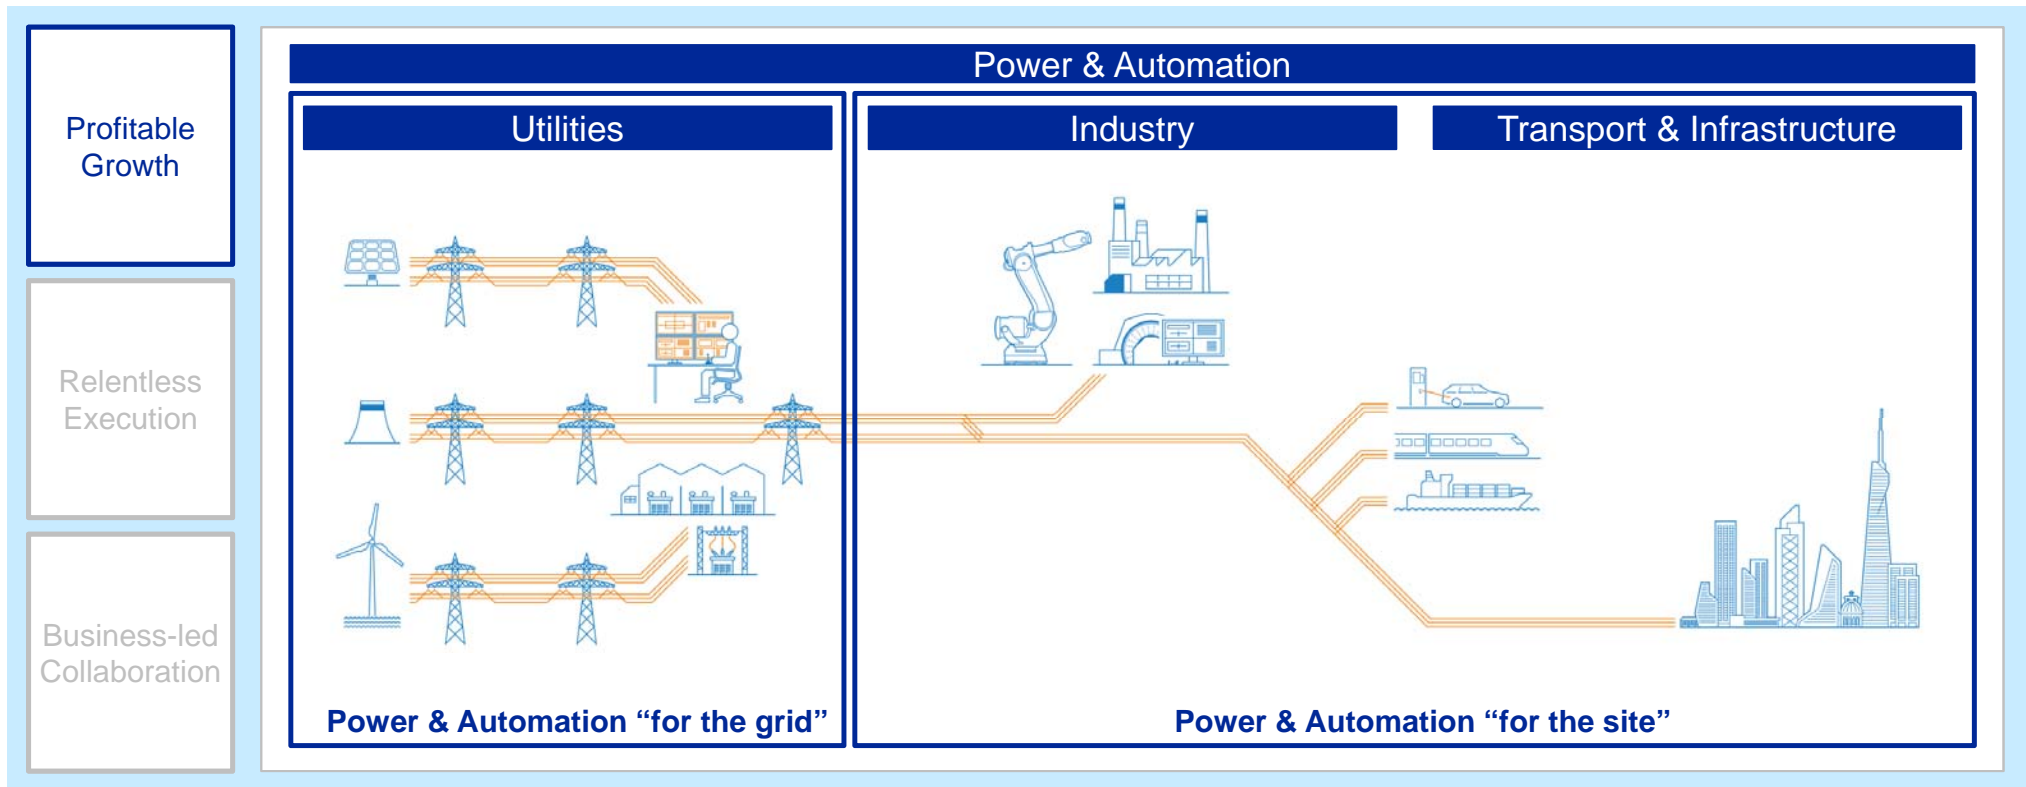 Profitable
Growth
Relentless
Execution
Business-led
Collaboration
Power & Automation
Utilities
Industry
Transport & Infrastructure
Power & Automation “for the grid”
Power & Automation “for the site”